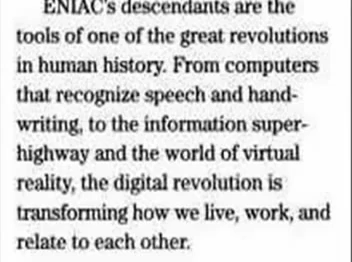 ENIAC's descendants are the
tools of one of the great revolutions
in human history. From computers
that recognize speech and hand-
writing, to the information super-
highway and the world of virtual
reality, the digital revolution is
transforming how we live, work, and
relate to each other.